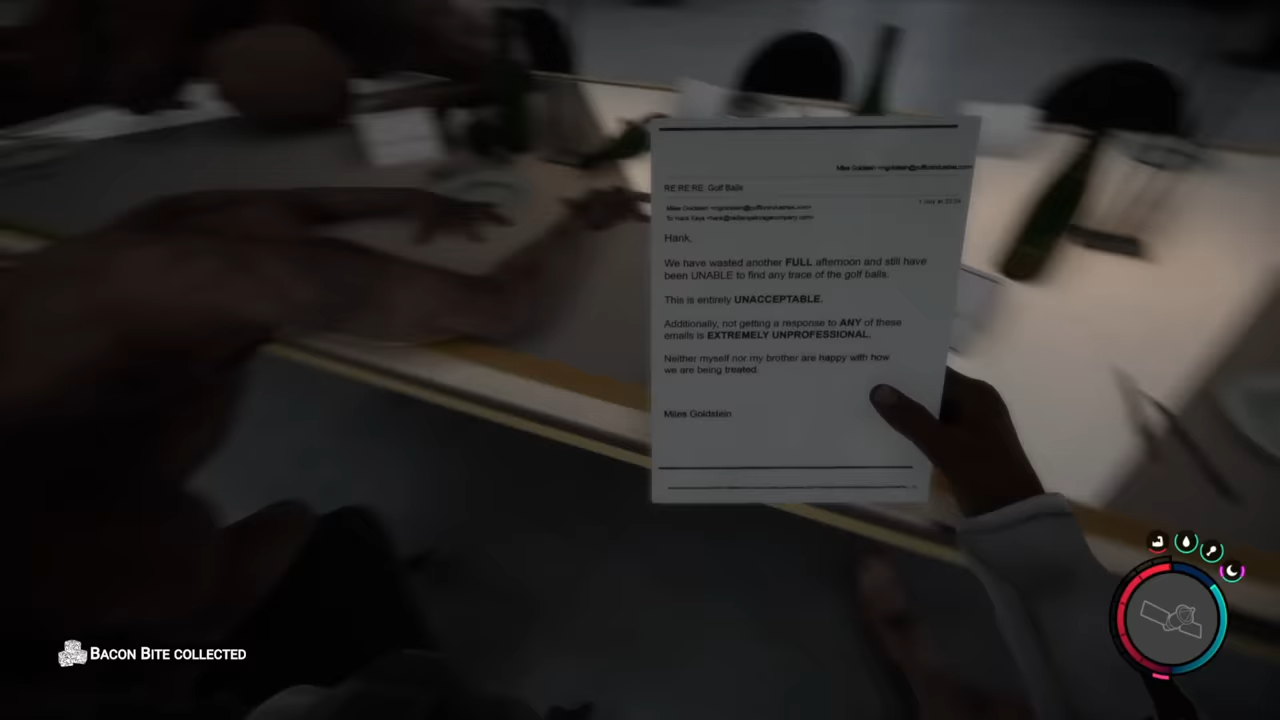 RE:RE:RE: Golf Balls
Hank,
We have wasted another FULL afternoon and still have
been UNABLE to find any trace of the golf balls.
This is entirely UNACCEPTABLE.
Additionally, not getting a response to ANY of these
emails is EXTREMELY UNPROFESSIONAL.
Neither myself nor my brother are happy with how
we are being treated.
Miles Goldstein
BACON BITE COLLECTED